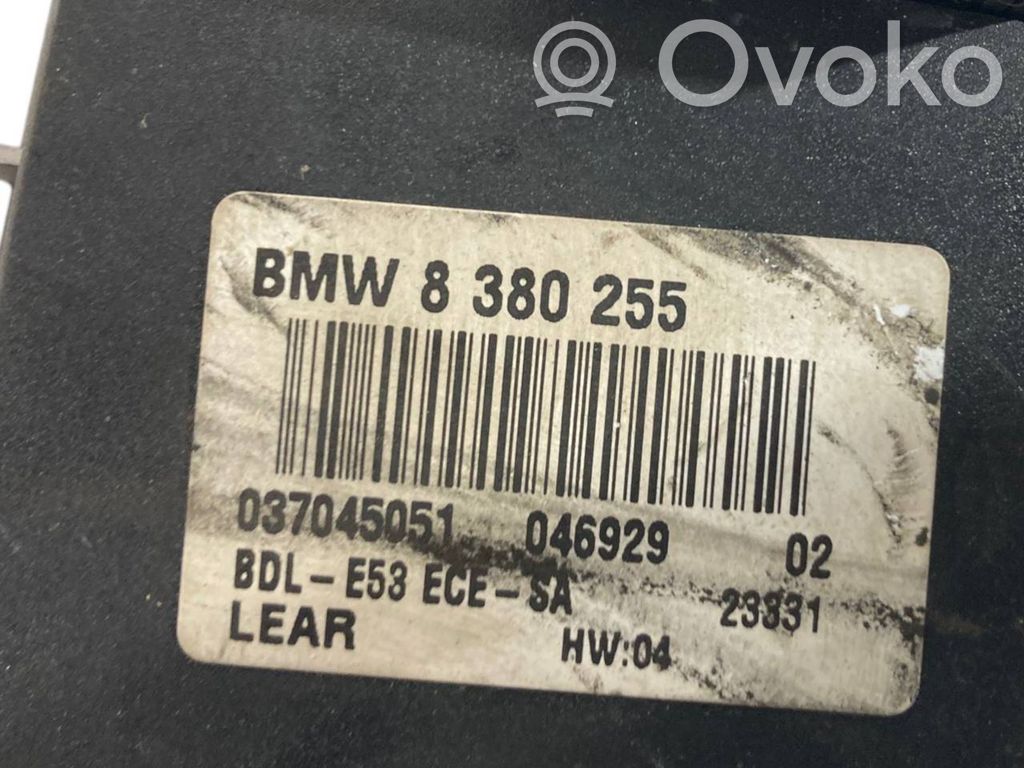 Ovoko
BMW 8 380 255
037045051 046929 02
BDL-E53 ECE-SA 23331
LEAR HW:04